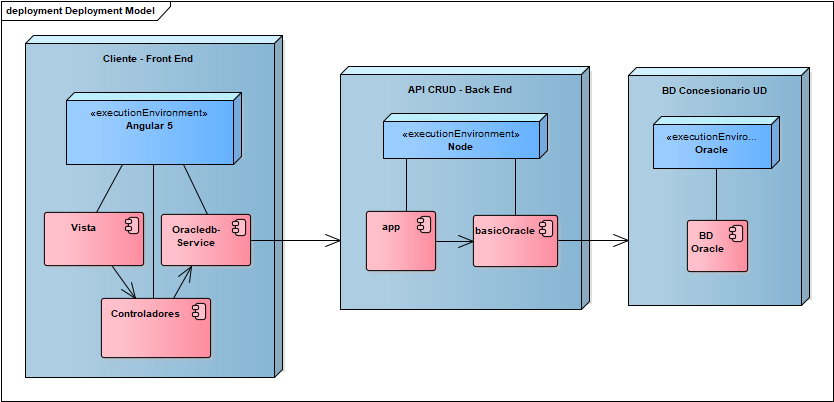 deployment Deployment Model
Cliente - Front End
«executionEnvironment»
Angular 5
Vista
Oracledb-
Service
Controladores
API CRUD - Back End
«executionEnvironment»
Node
app
basicOracle
BD Concesionario UD
«executionEnviro...
Oracle
BD
Oracle